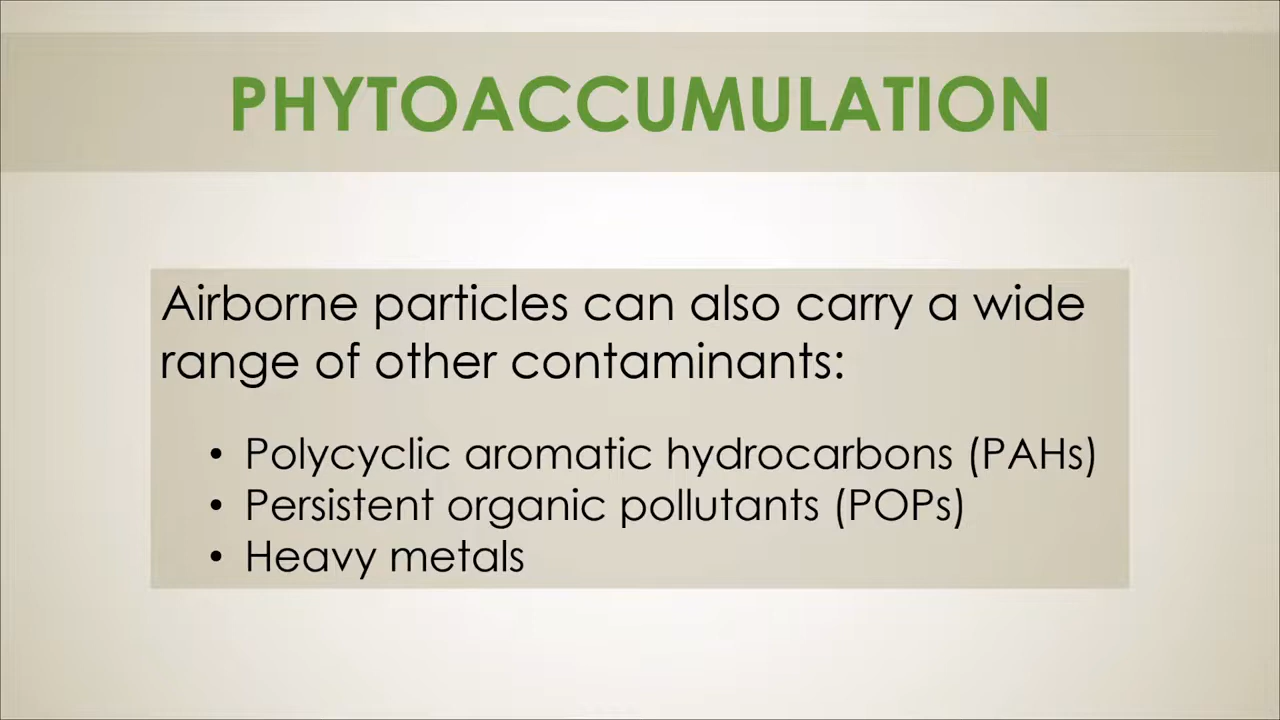 PHYTOACCUMULATION
Airborne particles can also carry a wide
range of other contaminants:
• Polycyclic aromatic hydrocarbons (PAHs)
• Persistent organic pollutants (POPs)
• Heavy metals